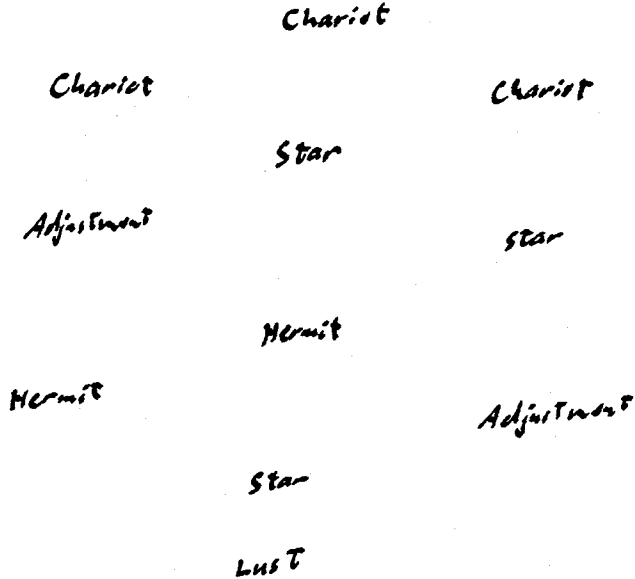 Chariot
Chariot
Chariot
Star
Adjustment
Star
Hermit
Hermit
Adjustment
Star
Lust